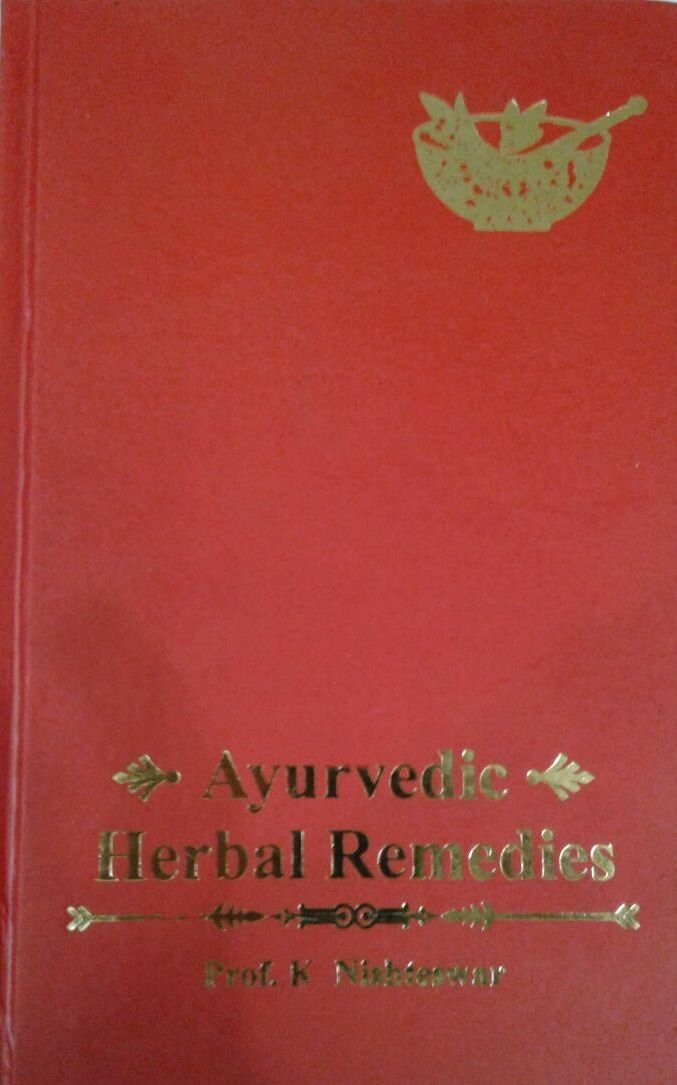 Ayurvedic
Herbal Remedies
Prof. K Nishteswar